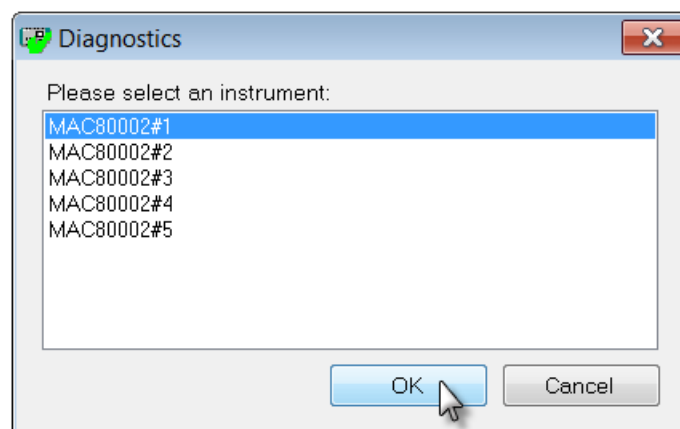 Diagnostics
Please select an instrument:
MAC80002#1
MAC80002#2
MAC80002#3
MAC80002#4
MAC80002#5
OK Cancel